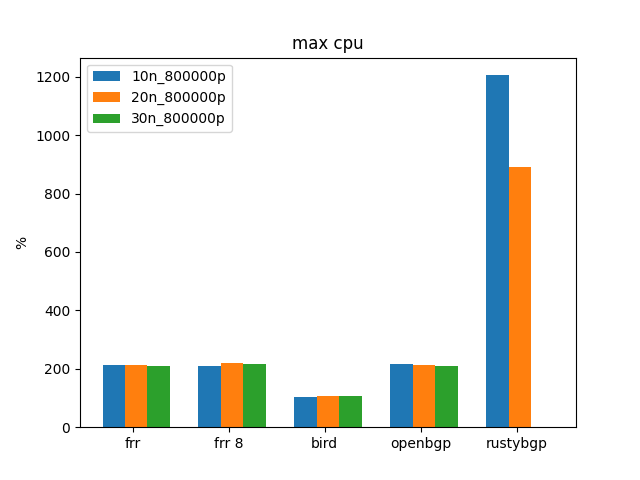 max cpu
10n_800000p
20n_800000p
30n_800000p
%
1200
1000
800
600
400
200
0
frr
frr 8
bird
openbgp
rustybgp